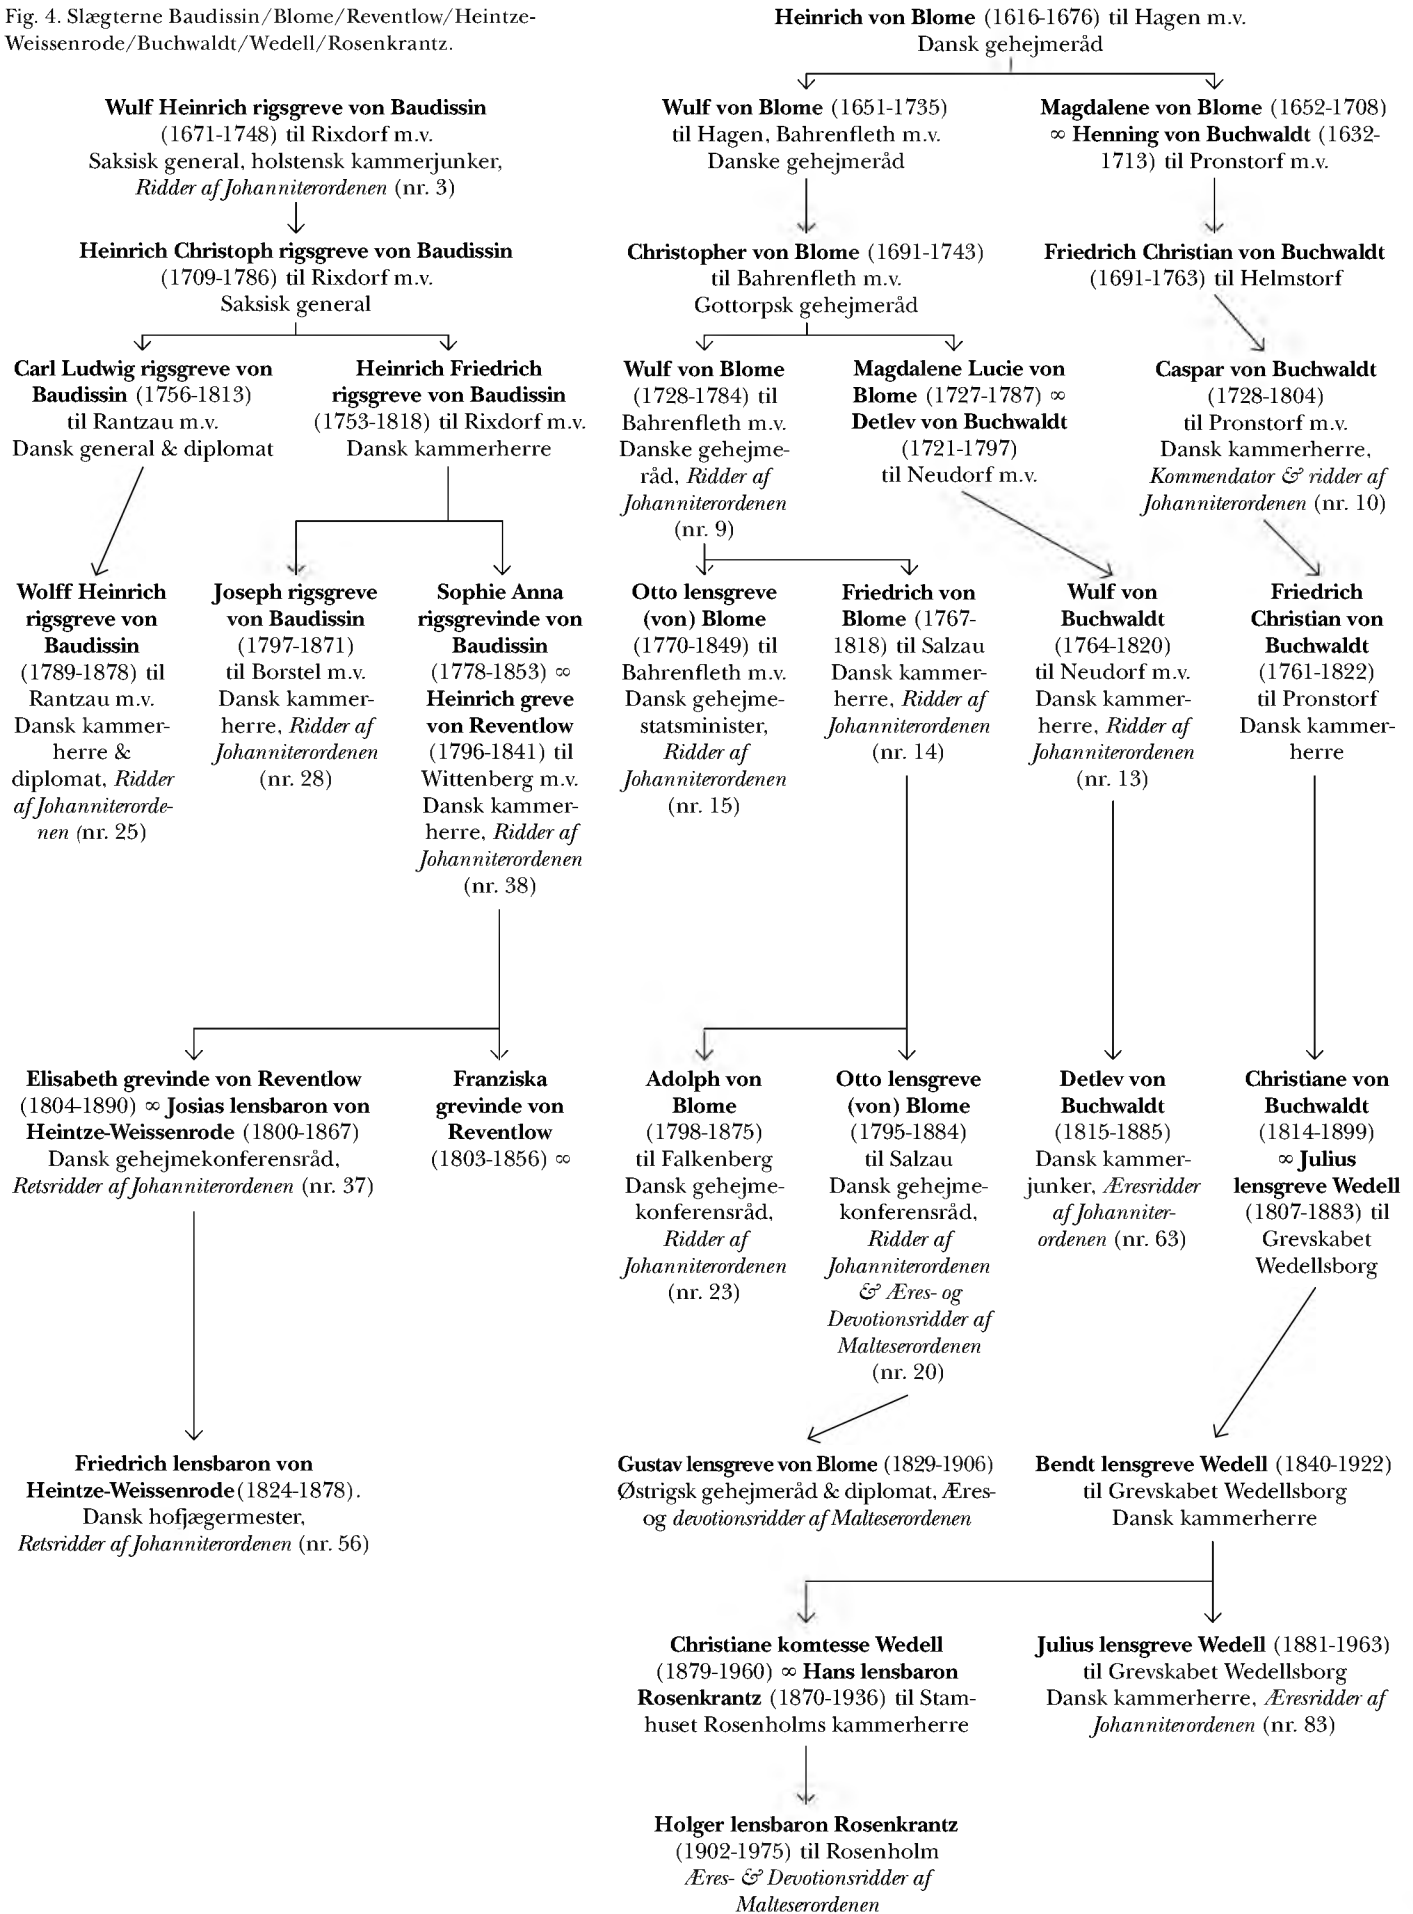 Fig. 4. Slægterne Baudissin/Blome/Reventlow/Heintze-
Weissenrode/Buchwaldt/Wedell/Rosenkrantz.
Heinrich von Blome (1616-1676) til Hagen m.v.
Dansk gehejmeråd
Wulf Heinrich rigsgreve von Baudissin
(1671-1748) til Rixdorf m.v.
Saksisk general, holstensk kammerjunker,
Ridder af Johanniterordenen (nr. 3)
Wulf von Blome (1651-1735)
til Hagen, Bahrenfleth m.v.
Danske gehejmeråd
Magdalene von Blome (1652-1708)
∞ Henning von Buchwaldt (1632-
1713) til Pronstorf m.v.
Heinrich Christoph rigsgreve von Baudissin
(1709-1786) til Rixdorf m.v.
Saksisk general
Christopher von Blome (1691-1743)
til Bahrenfleth m.v.
Gottorpsk gehejmeråd
Friedrich Christian von Buchwaldt
(1691-1763) til Helmstorf
Carl Ludwig rigsgreve von
Baudissin (1756-1813)
til Rantzau m.v.
Dansk general & diplomat
Heinrich Friedrich
rigsgreve von Baudissin
(1753-1818) til Rixdorf m.v.
Dansk kammerherre
Wulf von Blome
(1728-1784) til
Bahrenfleth m.v.
Danske gehejme-
råd, Ridder af
Johanniterordenen
(nr. 9)
Magdalene Lucie von
Blome (1727-1787) ∞
Detlev von Buchwaldt
(1721-1797)
til Neudorf m.v.
Caspar von Buchwaldt
(1728-1804)
til Pronstorf m.v.
Dansk kammerherre,
Kommendator & ridder af
Johanniterordenen (nr. 10)
Wolff Heinrich
rigsgreve von
Baudissin
(1789-1878) til
Rantzau m.v.
Dansk kammer-
herre &
diplomat, Ridder
af Johanniterorde-
nen (nr. 25)
Joseph rigsgreve
von Baudissin
(1797-1871)
til Borstel m.v.
Dansk kammer-
herre, Ridder af
Johanniterordenen
(nr. 28)
Sophie Anna
rigsgrevinde von
Baudissin
(1778-1853) ∞
Heinrich greve
von Reventlow
(1796-1841) til
Wittenberg m.v.
Dansk kammer-
herre, Ridder af
Johanniterordenen
(nr. 38)
Otto lensgreve
(von) Blome
(1770-1849) til
Bahrenfleth m.v.
Dansk gehejme-
statsminister,
Ridder af
Johanniterordenen
(nr. 15)
Friedrich von
Blome (1767-
1818) til Salzau
Dansk kammer-
herre, Ridder af
Johanniterordenen
(nr. 14)
Wulf von
Buchwaldt
(1764-1820)
til Neudorf m.v.
Dansk kammer-
herre, Ridder af
Johanniterordenen
(nr. 13)
Friedrich
Christian von
Buchwaldt
(1761-1822)
til Pronstorf
Dansk kammer-
herre
Elisabeth grevinde von Reventlow
(1804-1890) ∞ Josias lensbaron von
Heintze-Weissenrode (1800-1867)
Dansk gehejmekonferensråd,
Retsridder af Johanniterordenen (nr. 37)
Franziska
grevinde von
Reventlow
(1803-1856) ∞
Adolph von
Blome
(1798-1875)
til Falkenberg
Dansk gehejme-
konferensråd,
Ridder af
Johanniterordenen
(nr. 23)
Otto lensgreve
(von) Blome
(1795-1884)
til Salzau
Dansk gehejme-
konferensråd,
Ridder af
Johanniterordenen
& Æres- og
Devotionsridder af
Malteserordenen
(nr. 20)
Detlev von
Buchwaldt
(1815-1885)
Dansk kammer-
junker, Æresridder
af Johanniter-
ordenen (nr. 63)
Christiane von
Buchwaldt
(1814-1899)
∞ Julius
lensgreve Wedell
(1807-1883) til
Grevskabet
Wedellsborg
Friedrich lensbaron von
Heintze-Weissenrode (1824-1878).
Dansk hofjægermester,
Retsridder af Johanniterordenen (nr. 56)
Gustav lensgreve von Blome (1829-1906)
Østrigsk gehejmeråd & diplomat, Æres-
og devotionsridder af Malteserordenen
Bendt lensgreve Wedell (1840-1922)
til Grevskabet Wedellsborg
Dansk kammerherre
Christiane komtesse Wedell
(1879-1960) ∞ Hans lensbaron
Rosenkrantz (1870-1936) til Stam-
huset Rosenholms kammerherre
Julius lensgreve Wedell (1881-1963)
til Grevskabet Wedellsborg
Dansk kammerherre, Æresridder af
Johanniterordenen (nr. 83)
Holger lensbaron Rosenkrantz
(1902-1975) til Rosenholm
Æres- & Devotionsridder af
Malteserordenen